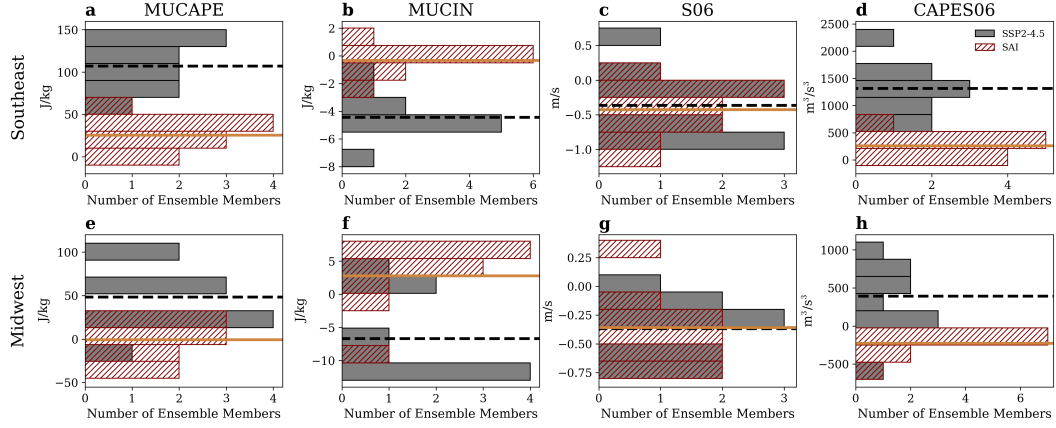 MUCAPE
MUCIN
S06
CAPES06
a
b
c
d
Southeast
J/kg
150
100
50
0
0 1 2 3 4
Number of Ensemble Members
J/kg
2
0
−2
−4
−6
−8
0 2 4 6
Number of Ensemble Members
m/s
0.5
0.0
−0.5
−1.0
0 1 2 3
Number of Ensemble Members
m³/s³
2500
2000
1500
1000
500
0
0 2 4
Number of Ensemble Members
SSP2-4.5
SAI
e
f
g
h
Midwest
J/kg
100
50
0
−50
0 1 2 3 4
Number of Ensemble Members
J/kg
5
0
−5
−10
0 1 2 3 4
Number of Ensemble Members
m/s
0.25
0.00
−0.25
−0.50
−0.75
0 1 2 3
Number of Ensemble Members
m³/s³
1000
500
0
−500
0 2 4 6
Number of Ensemble Members